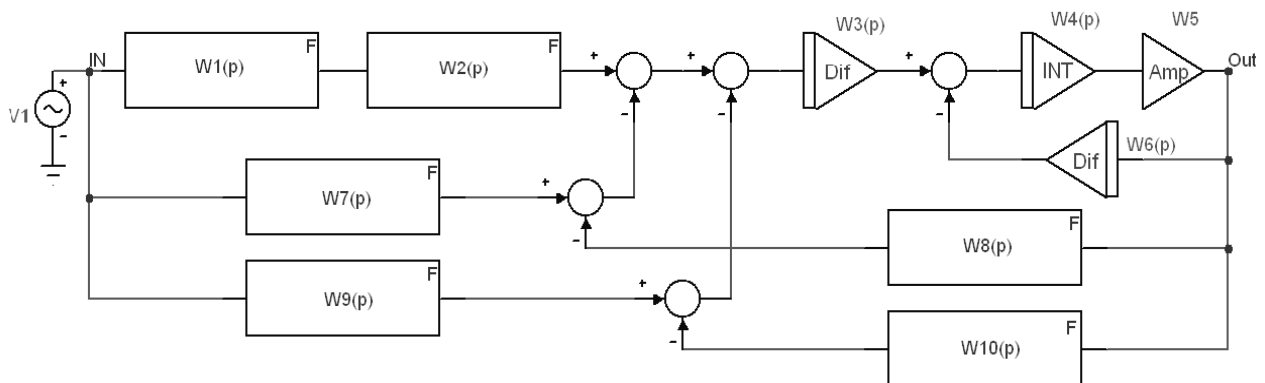 W3(p)
W4(p)
W5
IN
F
W1(p)
F
W2(p)
+
+
+
Dif
+
INT
Amp
Out
V1
+
-
-
-
-
Dif
W6(p)
F
W7(p)
+
-
F
W8(p)
F
W9(p)
+
-
F
W10(p)